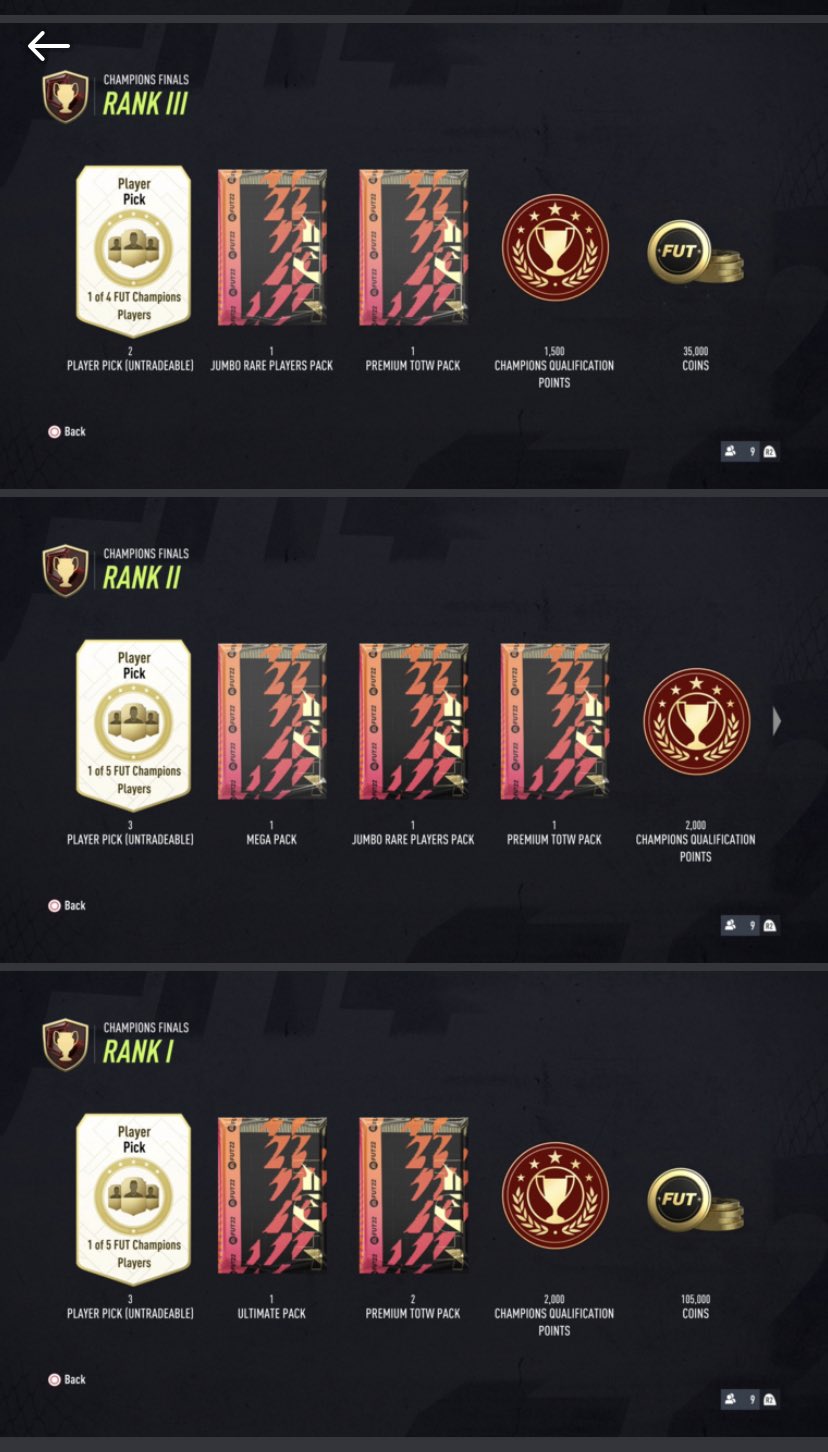 CHAMPIONS FINALS
RANK III
Player
Pick
1 of 4 FUT Champions
Players
FUT
2
PLAYER PICK (UNTRADEABLE)
1
JUMBO RARE PLAYERS PACK
1
PREMIUM TOTW PACK
1,500
CHAMPIONS QUALIFICATION
POINTS
35,000
COINS
Back
9
R2
CHAMPIONS FINALS
RANK II
Player
Pick
1 of 5 FUT Champions
Players
3
PLAYER PICK (UNTRADEABLE)
1
MEGA PACK
1
JUMBO RARE PLAYERS PACK
1
PREMIUM TOTW PACK
2,000
CHAMPIONS QUALIFICATION
POINTS
Back
9
R2
CHAMPIONS FINALS
RANK I
Player
Pick
1 of 5 FUT Champions
Players
FUT
3
PLAYER PICK (UNTRADEABLE)
1
ULTIMATE PACK
2
PREMIUM TOTW PACK
2,000
CHAMPIONS QUALIFICATION
POINTS
105,000
COINS
Back
9
R2